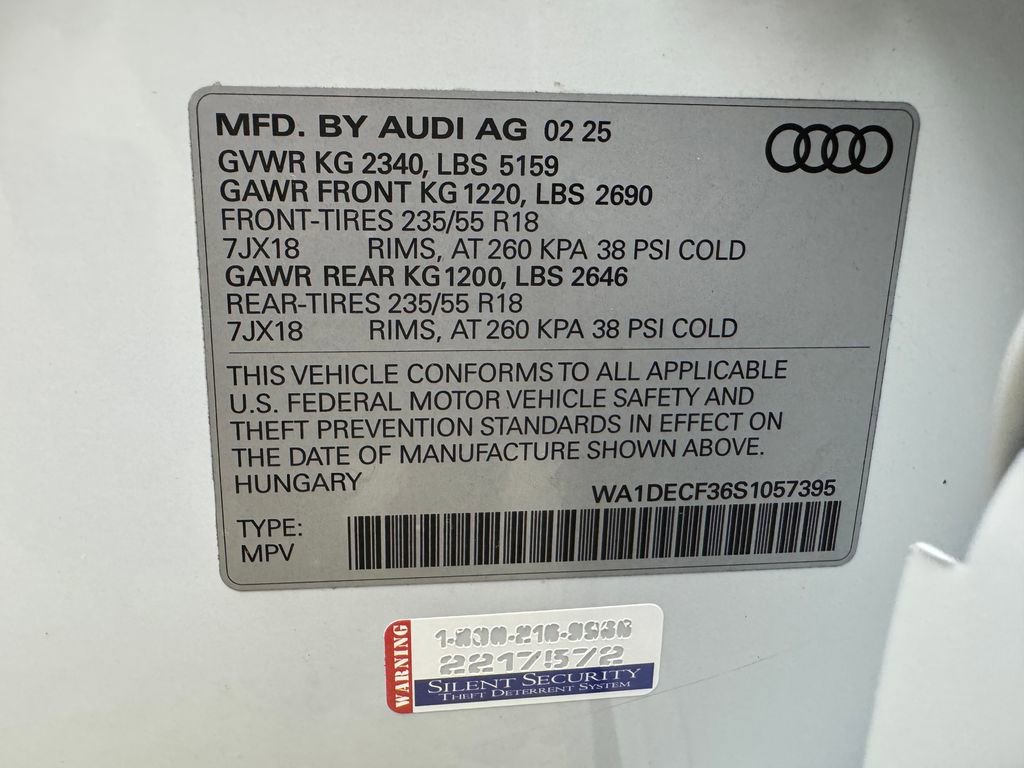 MFD. BY AUDI AG 02 25
GVWR KG 2340, LBS 5159
GAWR FRONT KG 1220, LBS 2690
FRONT-TIRES 235/55 R18
7JX18 RIMS, AT 260 KPA 38 PSI COLD
GAWR REAR KG 1200, LBS 2646
REAR-TIRES 235/55 R18
7JX18 RIMS, AT 260 KPA 38 PSI COLD
THIS VEHICLE CONFORMS TO ALL APPLICABLE
U.S. FEDERAL MOTOR VEHICLE SAFETY AND
THEFT PREVENTION STANDARDS IN EFFECT ON
THE DATE OF MANUFACTURE SHOWN ABOVE.
HUNGARY
WA1DECF36S1057395
TYPE:
MPV
WARNING
SILENT SECURITY
THEFT DETERRENT SYSTEM